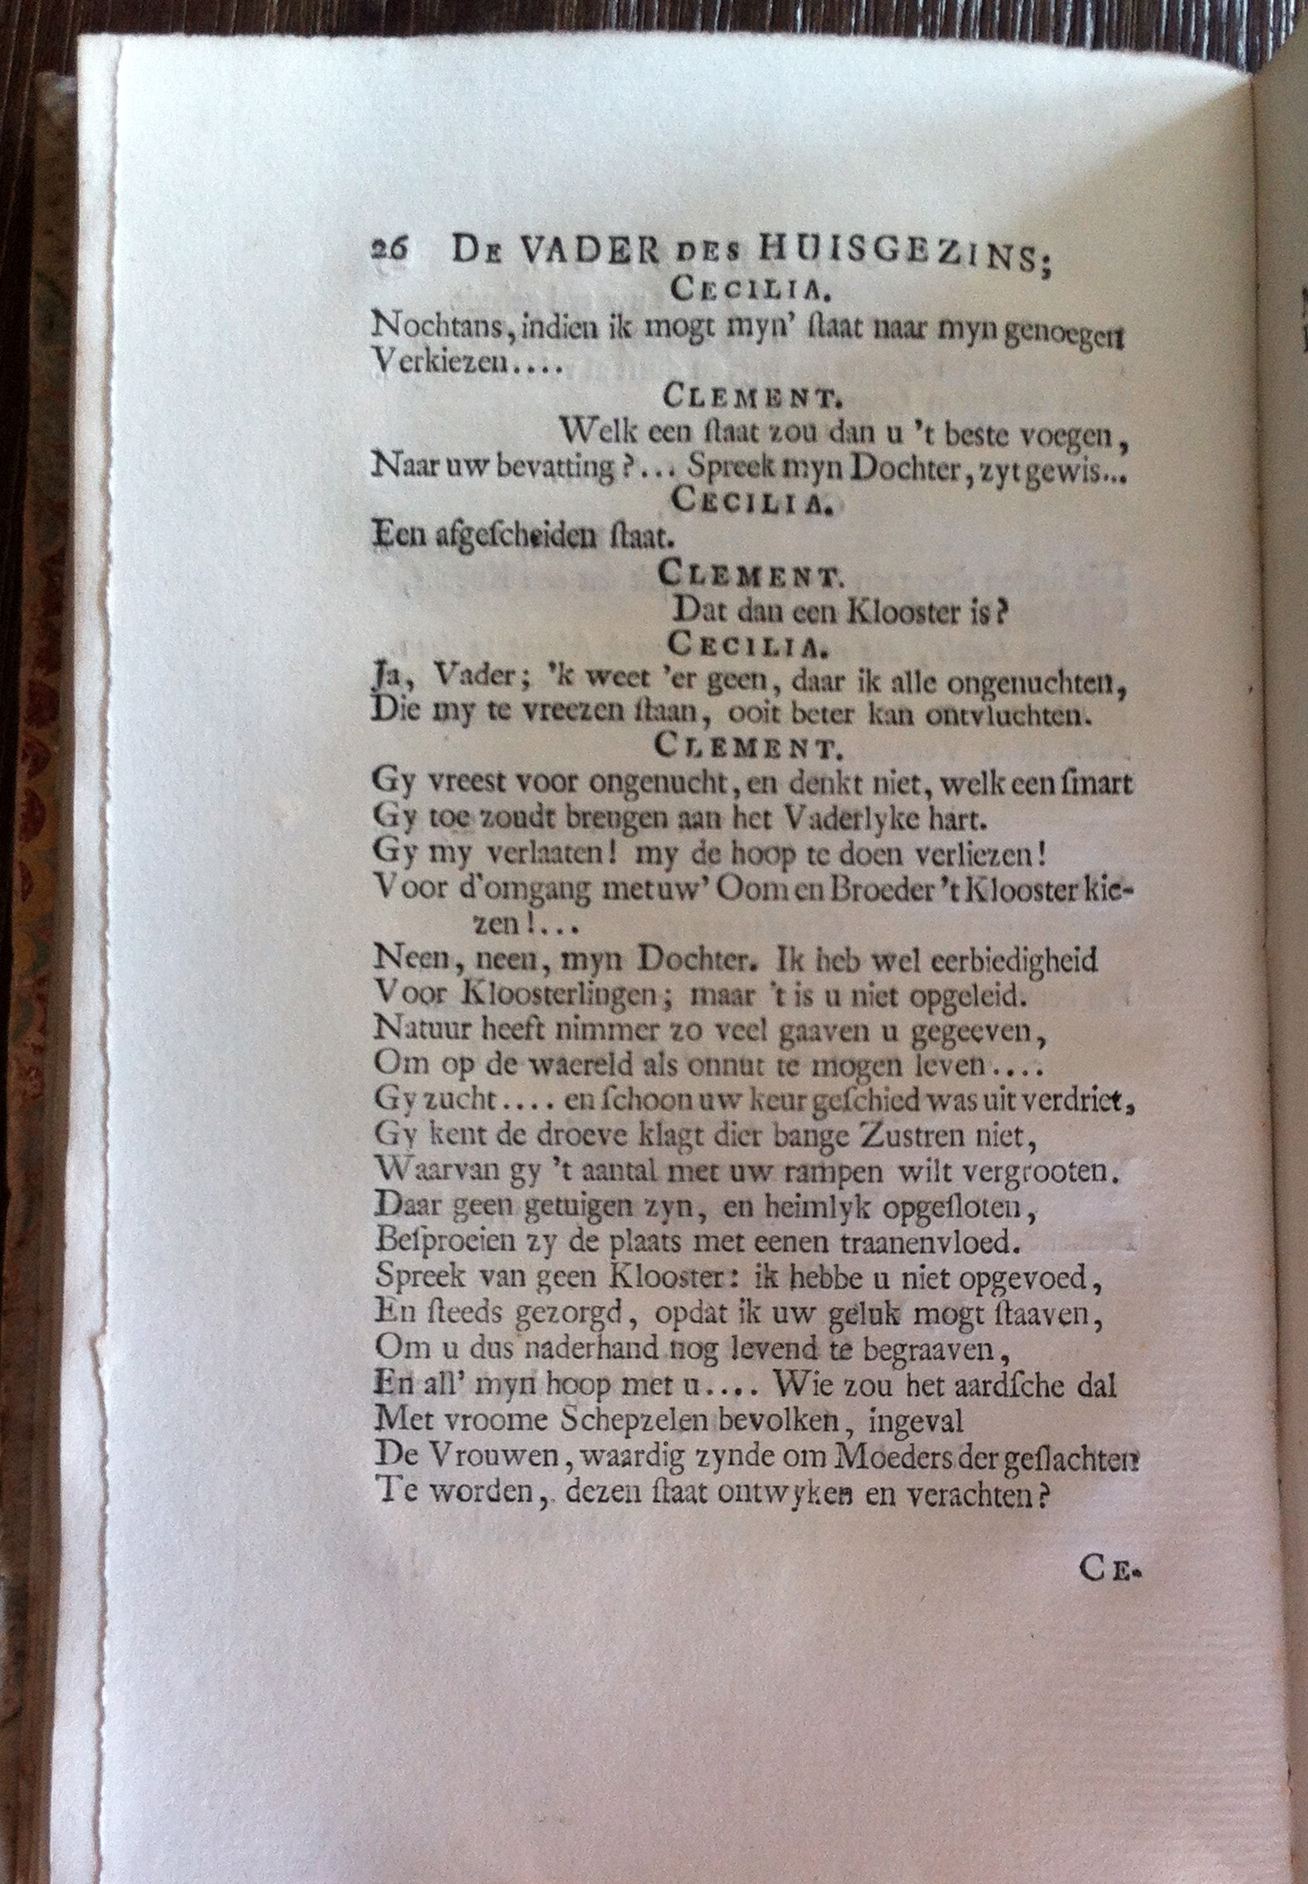 26 DE VADER DES HUISGEZINS;
CECILIA.
Nochtans, indien ik mogt myn' ſtaat naar myn genoegen
Verkiezen....
CLEMENT.
Welk een ſtaat zou dan u 't beste voegen,
Naar uw bevatting?... Spreek myn Dochter, zyt gewis...
CECILIA.
Een afgeſcheiden ſtaat.
CLEMENT.
Dat dan een Klooster is?
CECILIA.
Ja, Vader; 'k weet 'er geen, daar ik alle ongenuchten,
Die my te vreezen ſtaan, ooit beter kan ontvluchten.
CLEMENT.
Gy vreest voor ongenucht, en denkt niet, welk een ſmart
Gy toe zoudt brengen aan het Vaderlyke hart.
Gy my verlaaten! my de hoop te doen verliezen!
Voor d'omgang met uw' Oom en Broeder 't Klooster kie-
zen!...
Neen, neen, myn Dochter. Ik heb wel eerbiedigheid
Voor Kloosterlingen; maar 't is u niet opgeleid.
Natuur heeft nimmer zo veel gaaven u gegeeven,
Om op de waereld als onnut te mogen leven....
Gy zucht.... en ſchoon uw keur geſchied was uit verdriet,
Gy kent de droeve klagt dier bange Zustren niet,
Waarvan gy 't aantal met uw rampen wilt vergrooten.
Daar geen getuigen zyn, en heimlyk opgeſloten,
Beſproeien zy de plaats met eenen traanenvloed.
Spreek van geen Klooster: ik hebbe u niet opgevoed,
En ſteeds gezorgd, opdat ik uw geluk mogt ſtaaven,
Om u dus naderhand nog levend te begraaven,
En all' myn hoop met u.... Wie zou het aardſche dal
Met vroome Schepzelen bevolken, ingeval
De Vrouwen, waardig zynde om Moeders der geſlachten
Te worden, dezen ſtaat ontwyken en verachten?
CE-